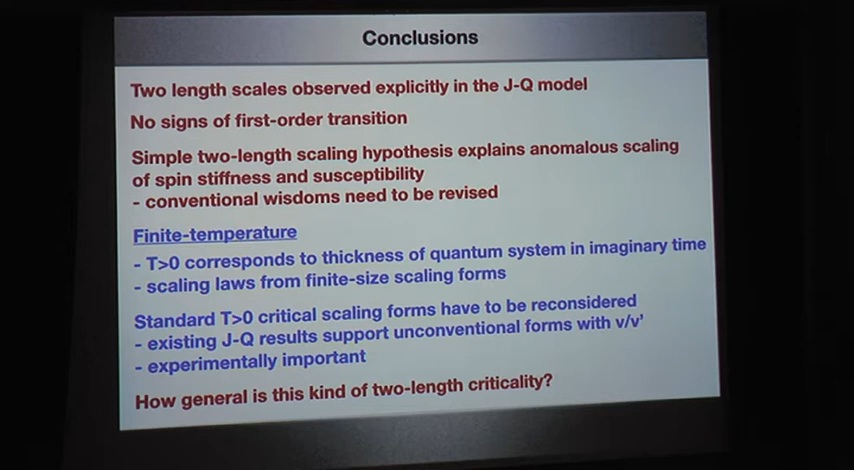 Conclusions
Two length scales observed explicitly in the J-Q model
No signs of first-order transition
Simple two-length scaling hypothesis explains anomalous scaling
of spin stiffness and susceptibility
- conventional wisdoms need to be revised
Finite-temperature
- T>0 corresponds to thickness of quantum system in imaginary time
- scaling laws from finite-size scaling forms
Standard T>0 critical scaling forms have to be reconsidered
- existing J-Q results support unconventional forms with ν/ν'
- experimentally important
How general is this kind of two-length criticality?